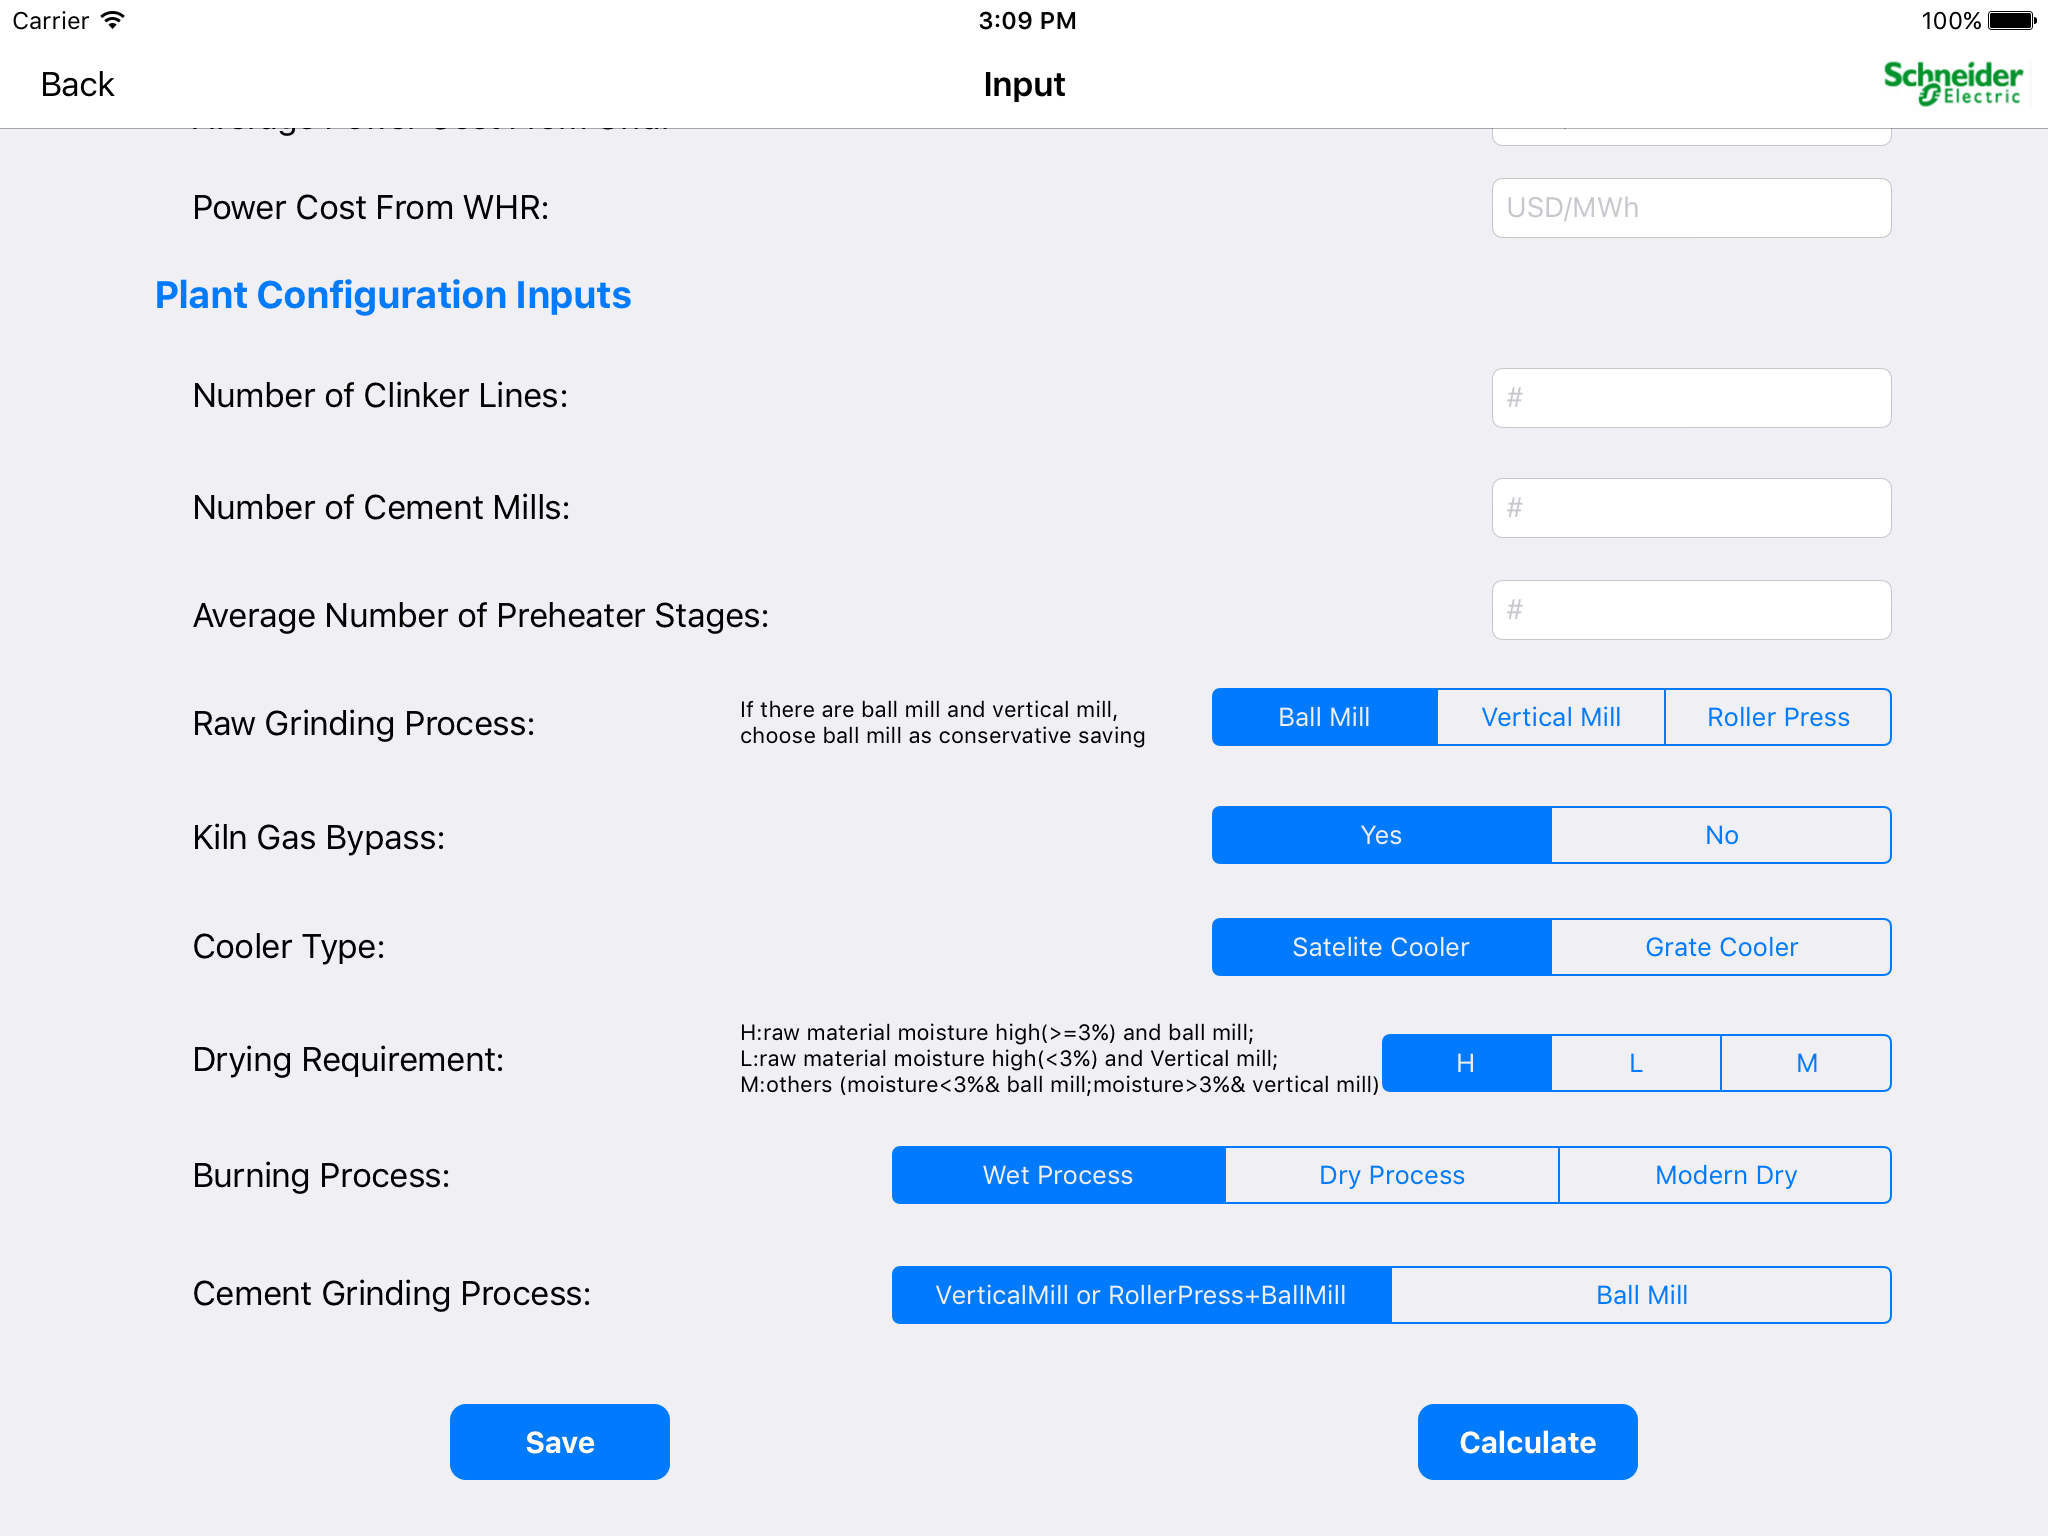 Carrier
3:09 PM
100%
Back
Input
Schneider
Electric
Power Cost From WHR:
USD/MWh
Plant Configuration Inputs
Number of Clinker Lines:
#
Number of Cement Mills:
#
Average Number of Preheater Stages:
#
Raw Grinding Process:
If there are ball mill and vertical mill,
choose ball mill as conservative saving
Ball Mill
Vertical Mill
Roller Press
Kiln Gas Bypass:
Yes
No
Cooler Type:
Satelite Cooler
Grate Cooler
Drying Requirement:
H:raw material moisture high(>=3%) and ball mill;
L:raw material moisture high(<3%) and Vertical mill;
M:others (moisture<3%& ball mill;moisture>3%& vertical mill)
H
L
M
Burning Process:
Wet Process
Dry Process
Modern Dry
Cement Grinding Process:
VerticalMill or RollerPress+BallMill
Ball Mill
Save
Calculate